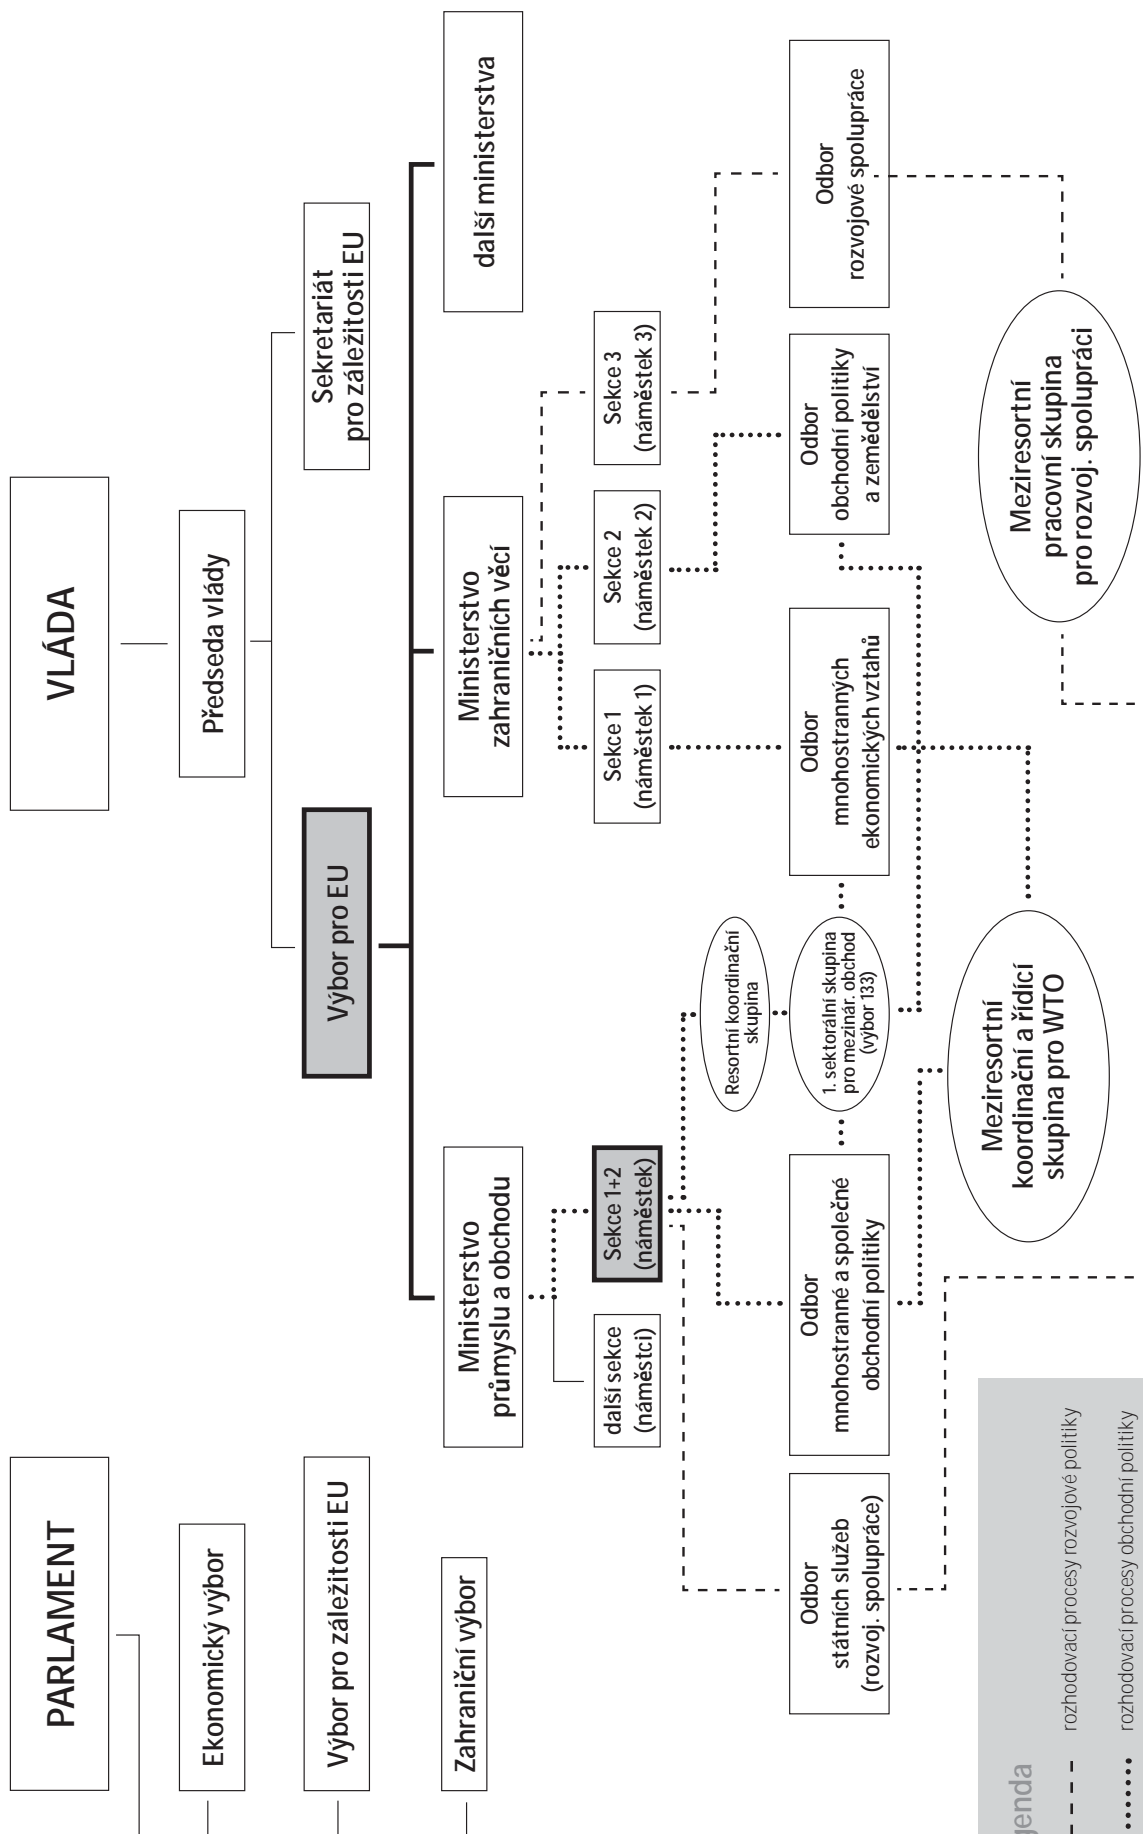 PARLAMENT
Ekonomický výbor
Výbor pro záležitosti EU
Zahraniční výbor
VLÁDA
Předseda vlády
Výbor pro EU
Sekretariát
pro záležitosti EU
Ministerstvo
průmyslu a obchodu
Ministerstvo
zahraničních věcí
další ministerstva
další sekce
(náměstci)
Sekce 1+2
(náměstek)
Sekce 1
(náměstek 1)
Sekce 2
(náměstek 2)
Sekce 3
(náměstek 3)
Resortní koordinační
skupina
Odbor
státních služeb
(rozvoj. spolupráce)
Odbor
mnohostranné a společné
obchodní politiky
1. sektorální skupina
pro mezinár. obchod
(výbor 133)
Odbor
mnohostranných
ekonomických vztahů
Odbor
obchodní politiky
a zemědělství
Odbor
rozvojové spolupráce
Meziresortní
koordinační a řídící
skupina pro WTO
Meziresortní
pracovní skupina
pro rozvoj. spolupráci
genda
rozhodovací procesy rozvojové politiky
rozhodovací procesy obchodní politiky